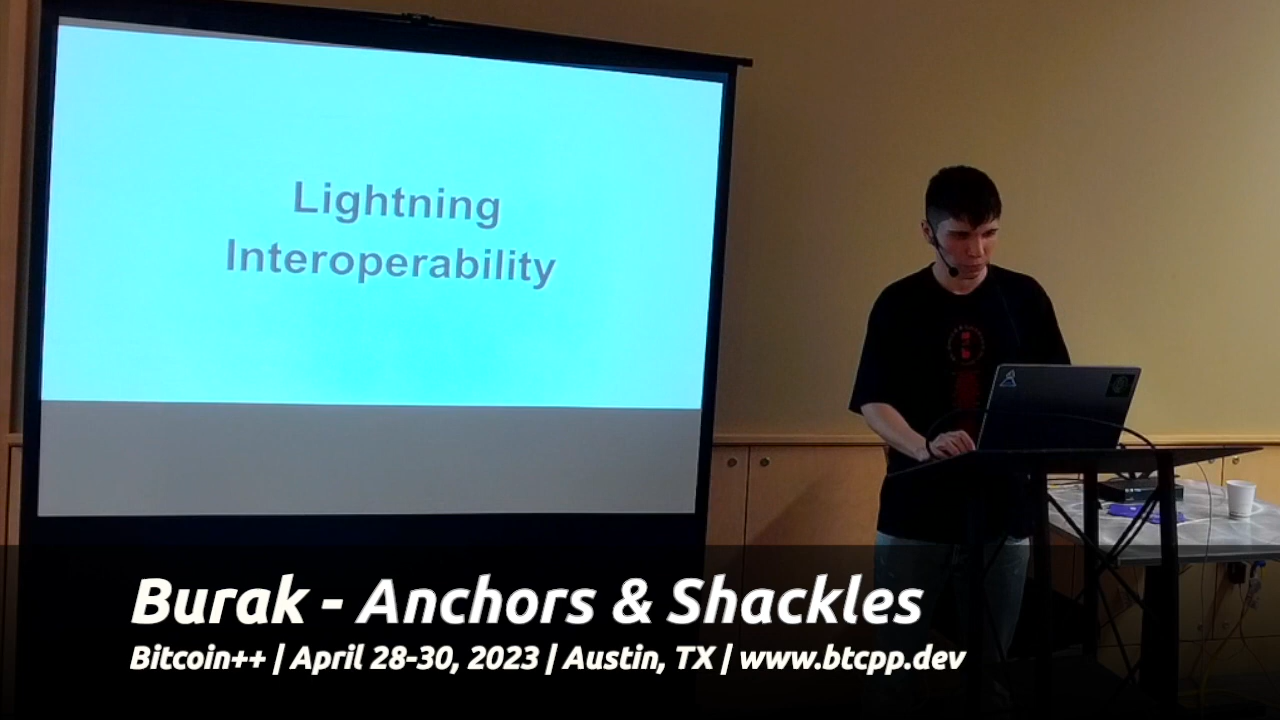 Lightning
Interoperability
Burak - Anchors & Shackles
Bitcoin++ | April 28-30, 2023 | Austin, TX | www.btcpp.dev